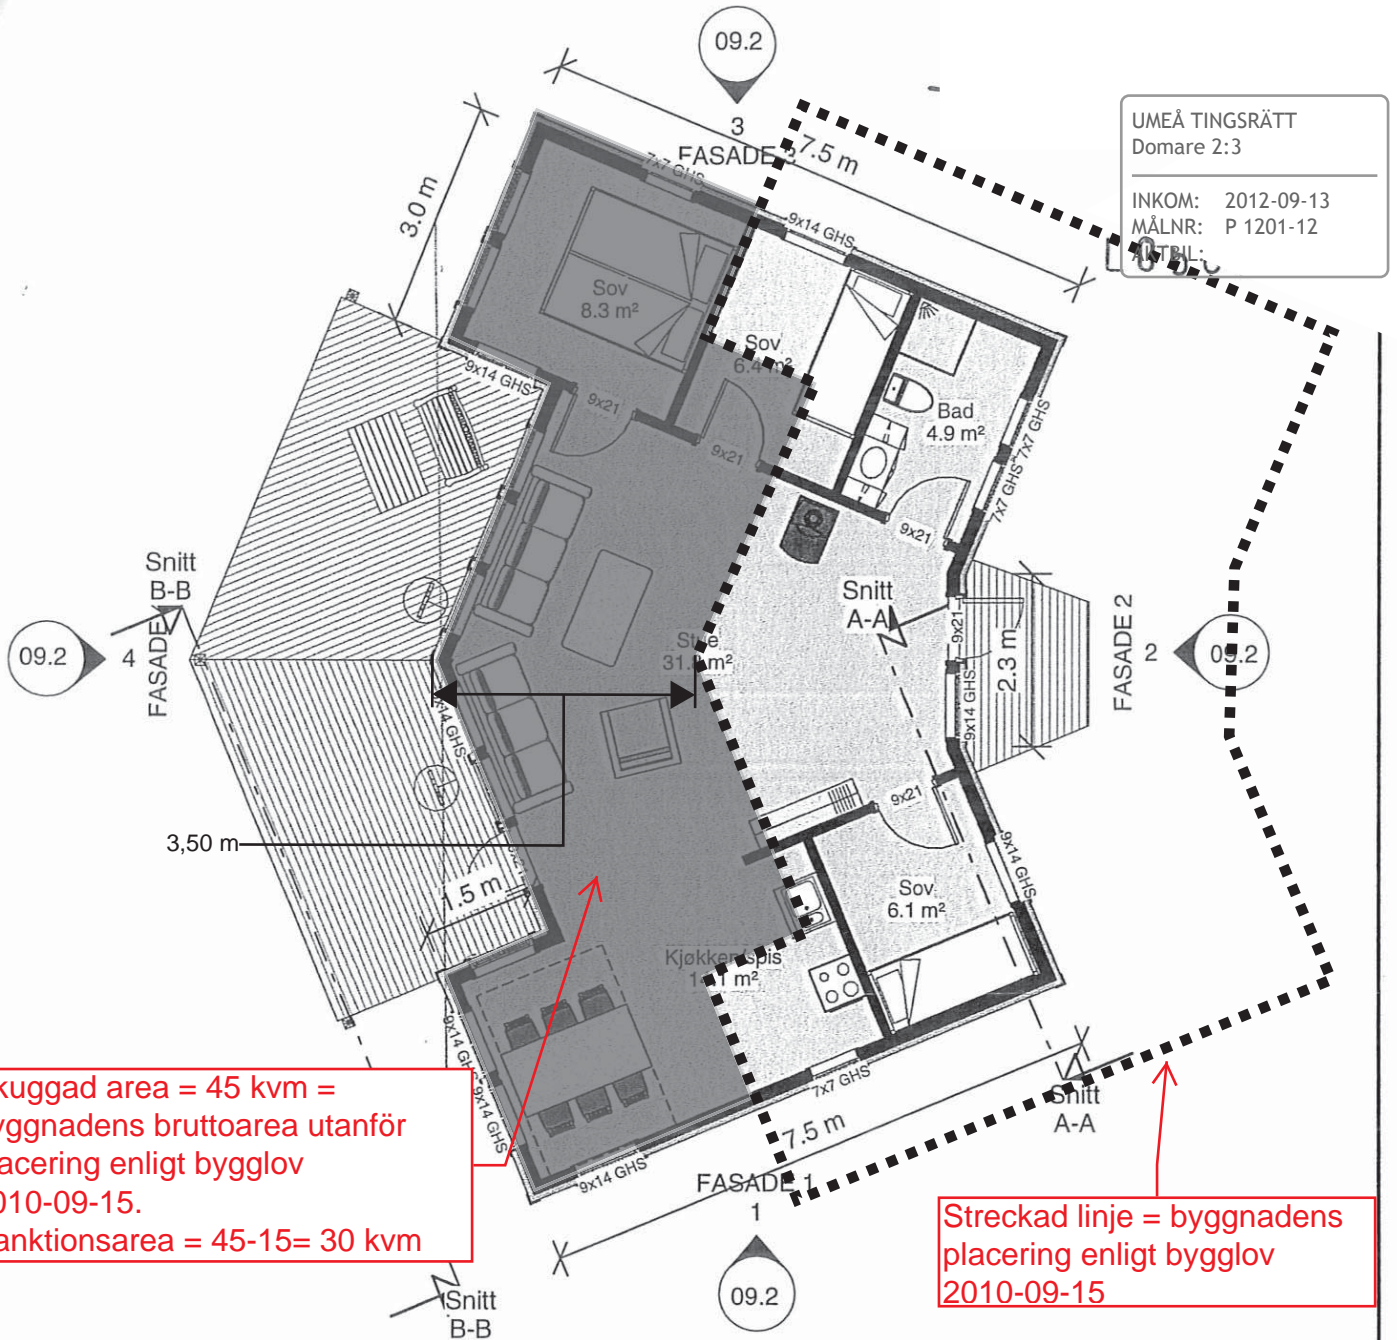 09.2
3
FASADE 3
7.5 m
UMEÅ TINGSRÄTT
Domare 2:3
INKOM: 2012-09-13
MÅLNR: P 1201-12
AKTBIL:
3.0 m
7x7 GHS
9x14 GHS
Sov
8.3 m²
Sov
6.4 m²
9x14 GHS
9x21
9x21
Bad
4.9 m²
7x7 GHS
7x7 GHS
9x21
Snitt
B-B
Snitt
A-A
09.2
4
FASADE
Stue
m²
9x21
2.3 m
FASADE 2
2
09.2
9x14 GHS
9x14 GHS
3,50 m
9x21
9x14 GHS
1.5 m
Sov
6.1 m²
Kjøkken/spis
m²
9x14 GHS
9x14 GHS
7x7 GHS
Snitt
A-A
7.5 m
9x14 GHS
FASADE 1
1
09.2
Snitt
B-B
kuggad area = 45 kvm =
yggnadens bruttoarea utanför
lacering enligt bygglov
010-09-15.
anktionsarea = 45-15= 30 kvm
Streckad linje = byggnadens
placering enligt bygglov
2010-09-15